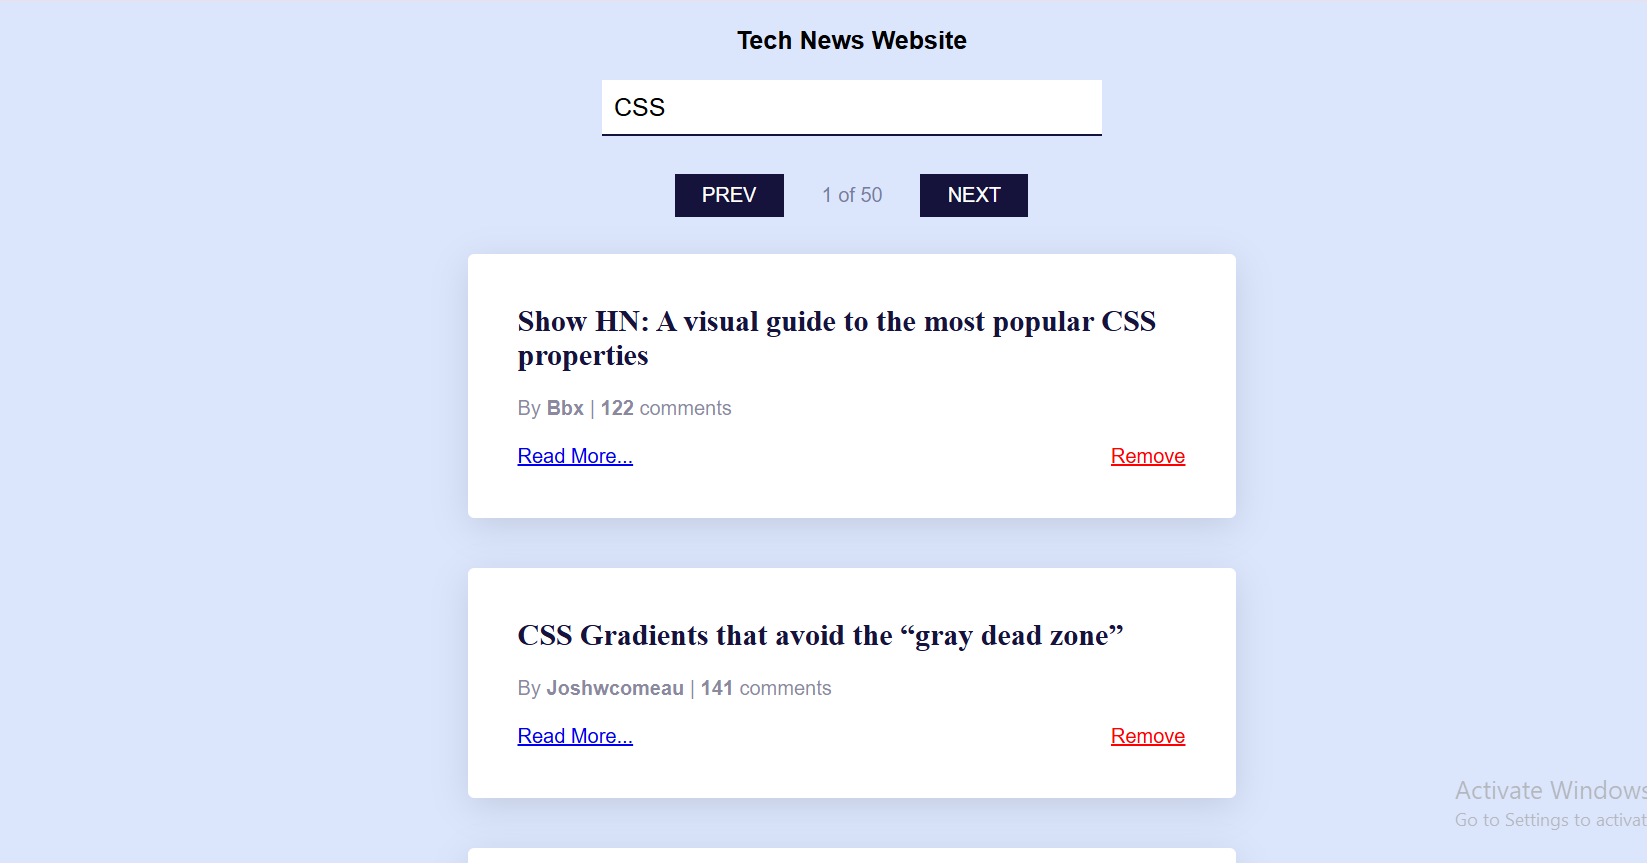 Tech News Website
CSS
PREV 1 of 50 NEXT
Show HN: A visual guide to the most popular CSS
properties
By Bbx | 122 comments
Read More... Remove
CSS Gradients that avoid the “gray dead zone”
By Joshwcomeau | 141 comments
Read More... Remove
Activate Windows
Go to Settings to activat